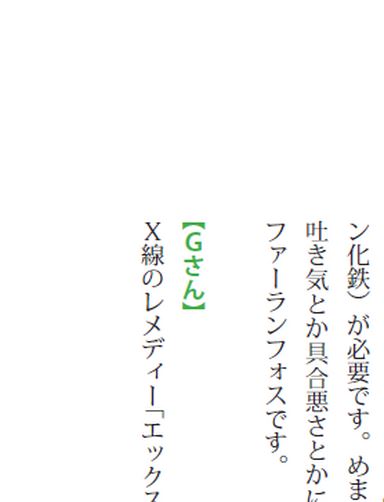 ン化鉄）が必要です。めま
吐き気とか具合悪さとかに
ファーランフォスです。
【Gさん】
X線のレメディー「エックス